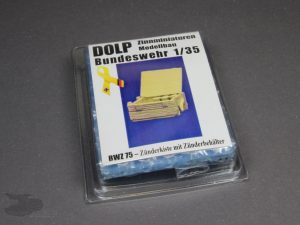 DOLP Zinnminiaturen
Modellbau
Bundeswehr 1/35
BWZ 75 – Zünderkiste mit Zünderbehälter